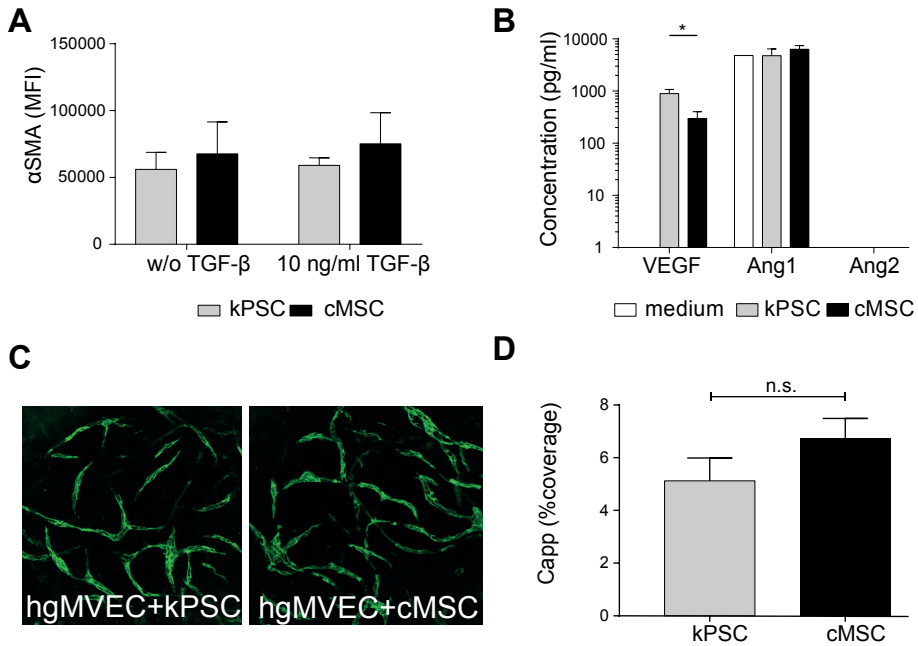 A
αSMA (MFI)
150000
100000
50000
0
w/o TGF-β 10 ng/ml TGF-β
kPSC cMSC
B
Concentration (pg/ml)
10000
1000
100
10
1
*
VEGF Ang1 Ang2
medium kPSC cMSC
C
hgMVEC+kPSC
hgMVEC+cMSC
D
Capp (%coverage)
8
6
4
2
0
n.s.
kPSC cMSC